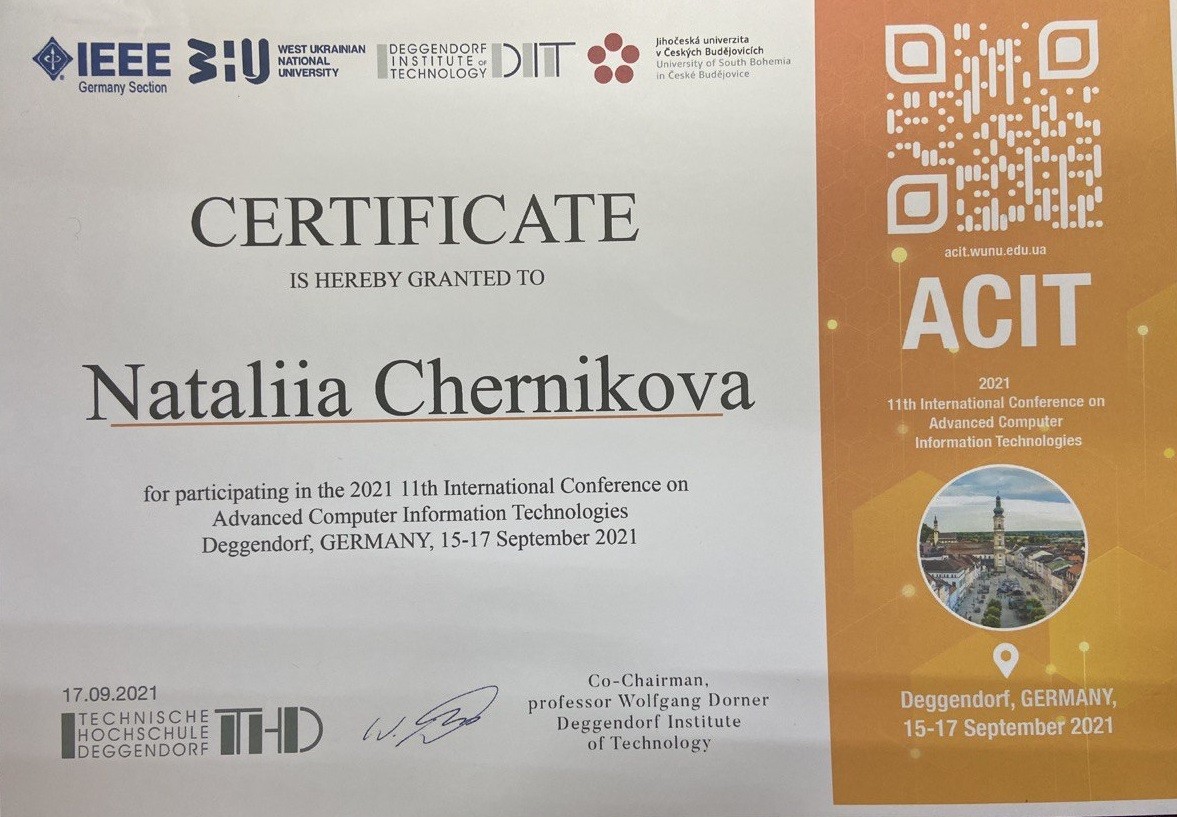 IEEE
Germany Section
ЗУНУ
WEST UKRAINIAN
NATIONAL
UNIVERSITY
DEGGENDORF
INSTITUTE OF
TECHNOLOGY
DIT
Jihočeská univerzita
v Českých Budějovicích
University of South Bohemia
in České Budějovice
CERTIFICATE
IS HEREBY GRANTED TO
Nataliia Chernikova
for participating in the 2021 11th International Conference on
Advanced Computer Information Technologies
Deggendorf, GERMANY, 15-17 September 2021
17.09.2021
TECHNISCHE
HOCHSCHULE
DEGGENDORF
THD
Co-Chairman,
professor Wolfgang Dorner
Deggendorf Institute
of Technology
acit.wunu.edu.ua
ACIT
2021
11th International Conference on
Advanced Computer
Information Technologies
Deggendorf, GERMANY,
15-17 September 2021